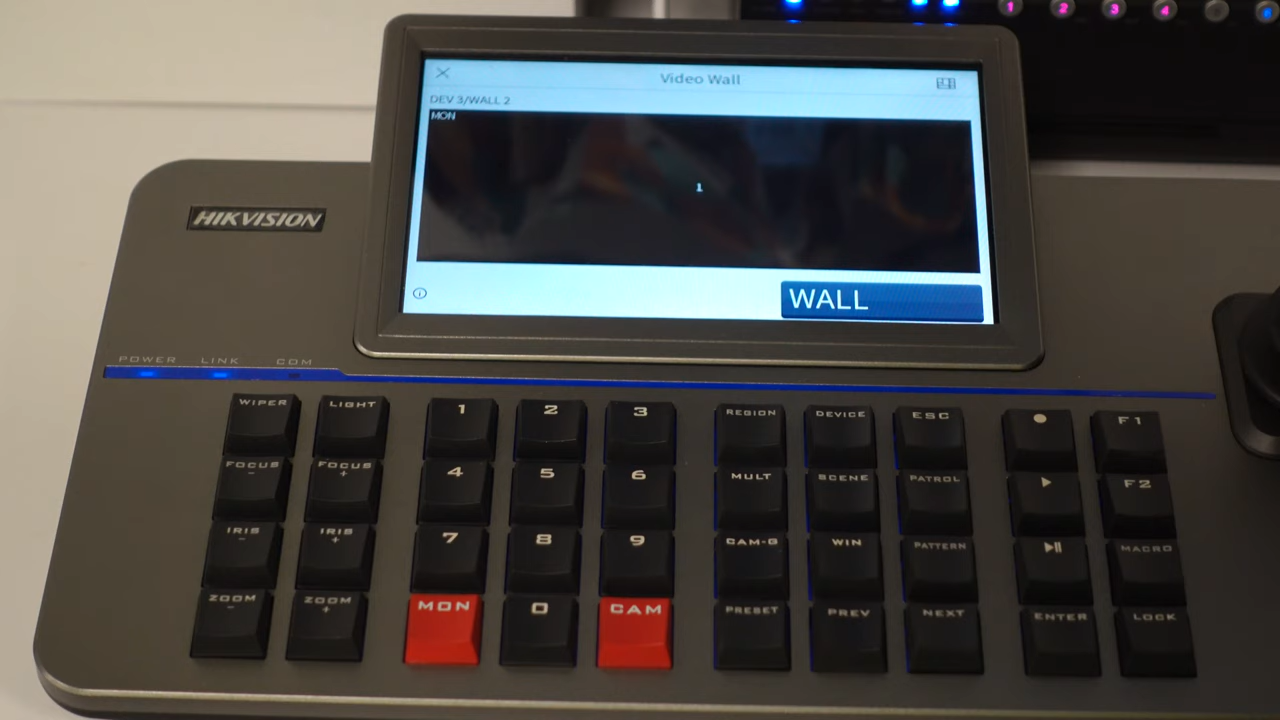 1 2 3 4
Video Wall
DEV 3/WALL 2
MON
1
HIKVISION
WALL
POWER LINK COM
WIPER LIGHT 1 2 3 REGION DEVICE ESC F1
FOCUS - FOCUS + 4 5 6 MULT SCENE PATROL F2
IRIS - IRIS + 7 8 9 CAM-G WIN PATTERN MACRO
ZOOM - ZOOM + MON 0 CAM PRESET PREV NEXT ENTER LOCK